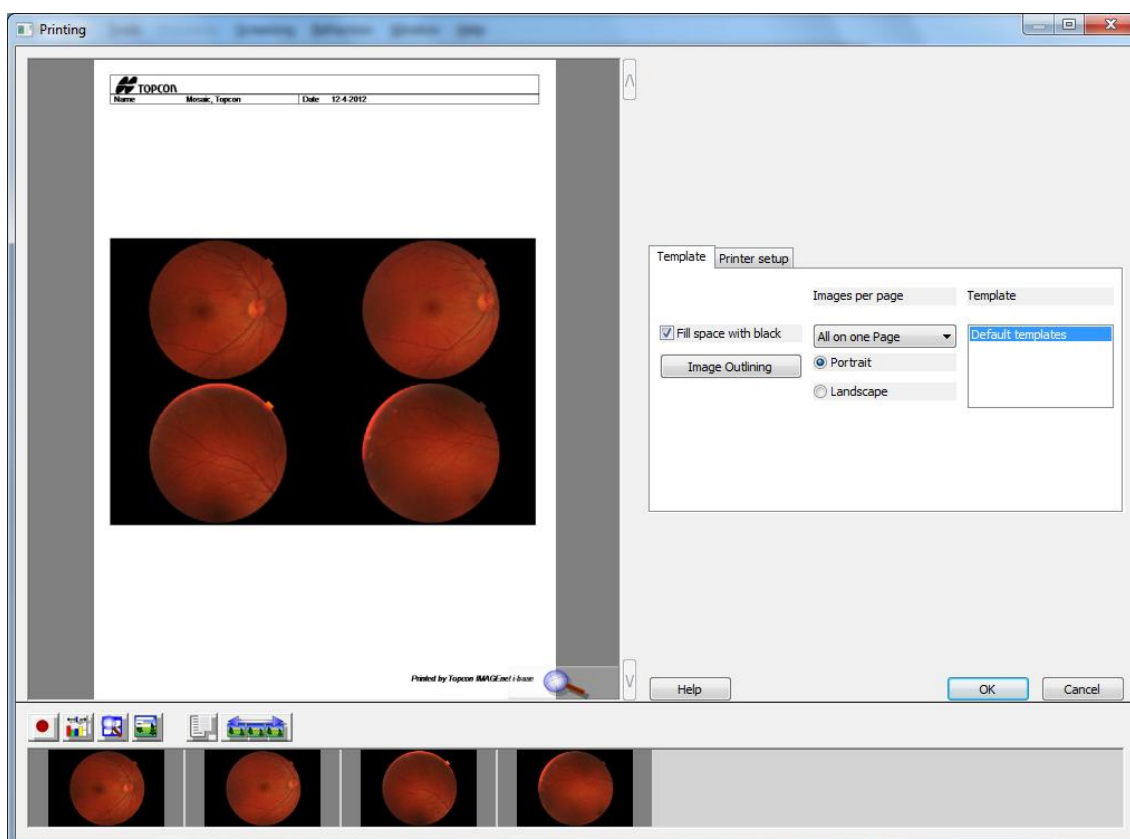 Printing
TOPCON
Name Mosaic, Topcon Date 12-4-2012
Printed by Topcon IMAGEnet i-base
Template Printer setup
Images per page Template
Fill space with black All on one Page Default templates
Image Outlining Portrait
Landscape
Help OK Cancel